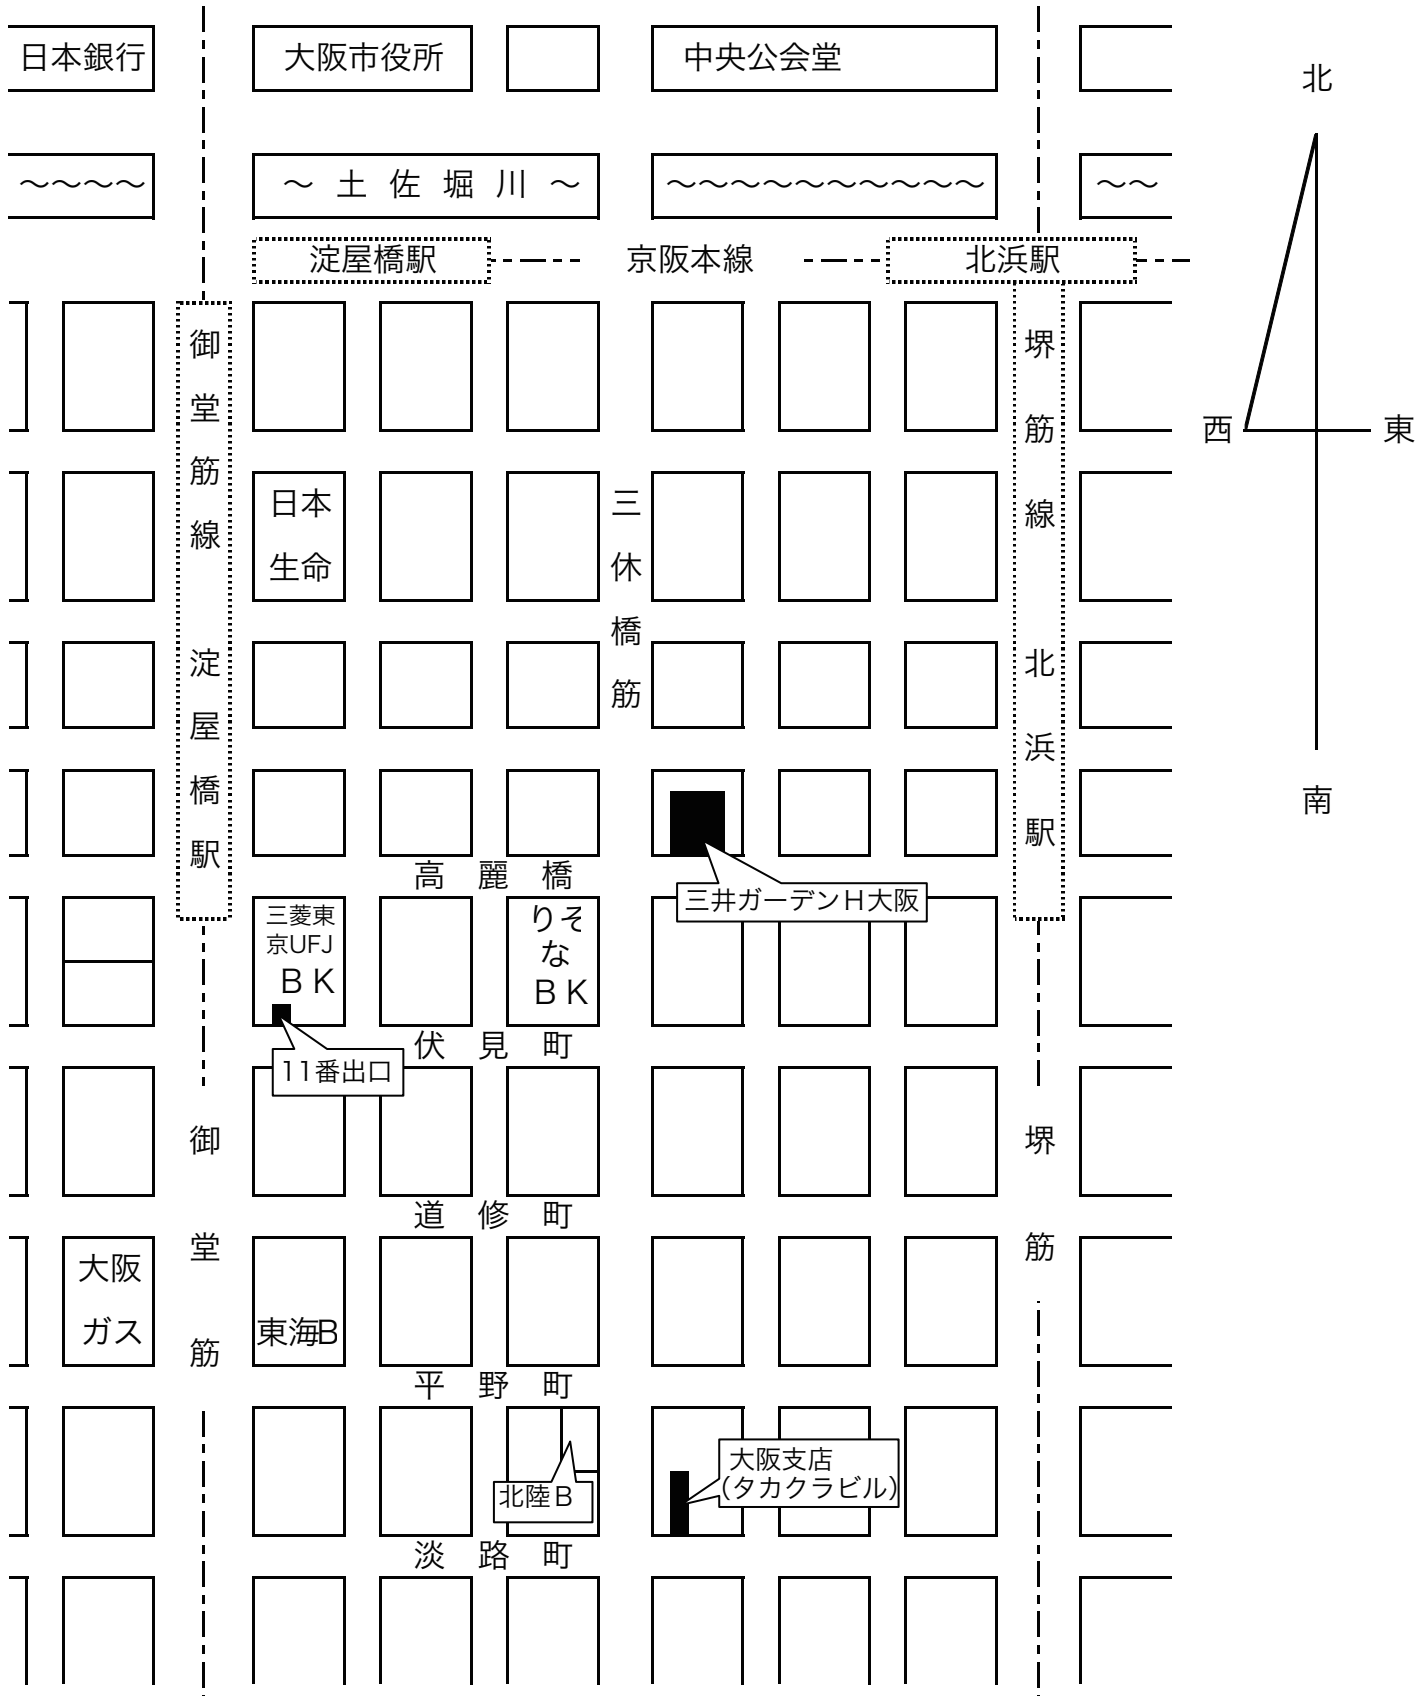 日本銀行
大阪市役所
中央公会堂
北
～～～～
～ 土 佐 堀 川 ～
～～～～～～～～～～
～～
淀屋橋駅
京阪本線
北浜駅
御堂筋線 淀屋橋駅
堺筋線 北浜駅
西
東
南
日本
生命
三休橋筋
高 麗 橋
三井ガーデンＨ大阪
三菱東
京UFJ
ＢＫ
りそ
な
ＢＫ
伏 見 町
11番出口
御堂筋
堺筋
道 修 町
大阪
ガス
東海B
平 野 町
北陸Ｂ
大阪支店
(タカクラビル)
淡 路 町